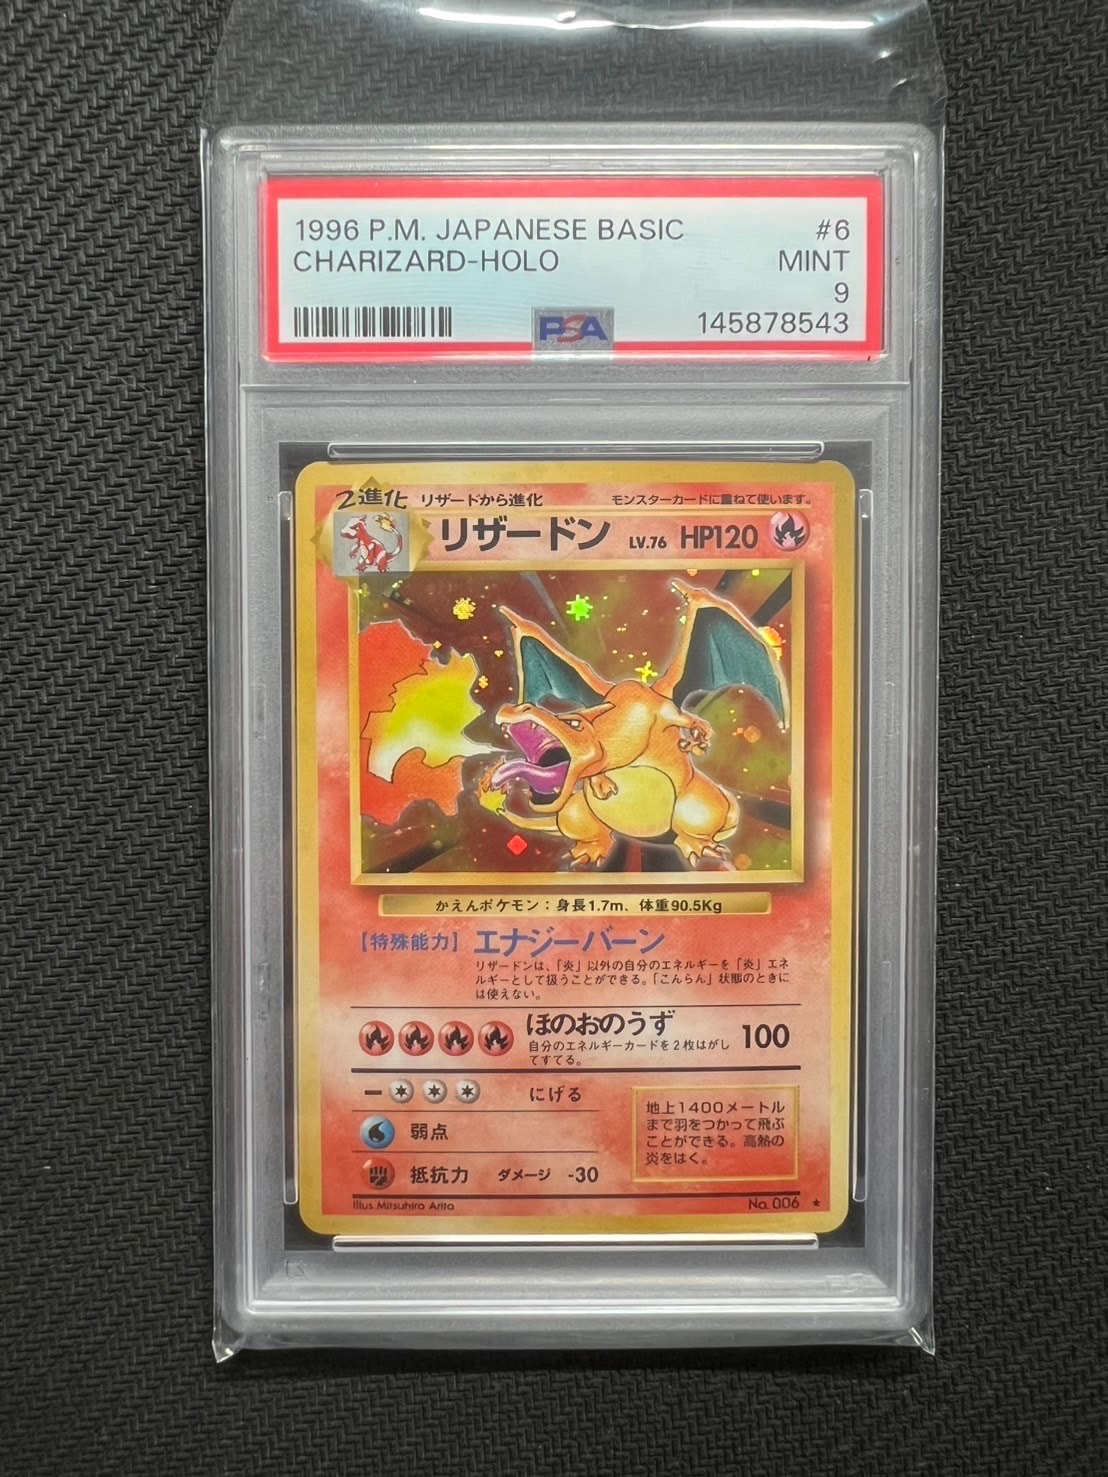 1996 P.M. JAPANESE BASIC #6
CHARIZARD-HOLO MINT
9
PSA 145878543
2進化 リザードから進化 モンスターカードに重ねて使います。
リザードン LV.76 HP120
かえんポケモン：身長1.7m、体重90.5Kg
【特殊能力】エナジーバーン
リザードンは、「炎」以外の自分のエネルギーを「炎」エネ
ルギーとして扱うことができる。「こんらん」状態のときに
は使えない。
ほのおのうず 100
自分のエネルギーカードを2枚はがし
てすてる。
にげる
弱点
抵抗力 ダメージ -30
地上1400メートル
まで羽をつかって飛ぶ
ことができる。高熱の
炎をはく。
Illus. Mitsuhiro Arita No. 006 ★